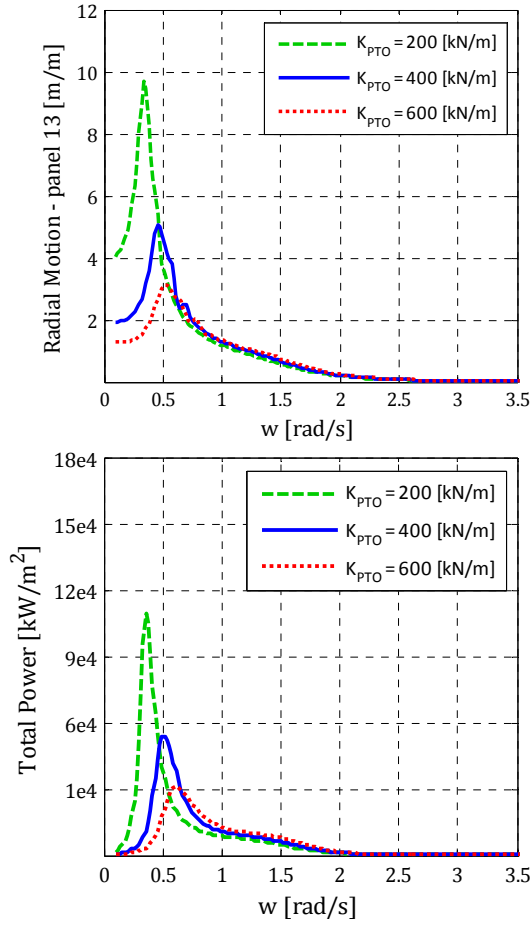 12
10
8
6
4
2
0 0.5 1 1.5 2 2.5 3 3.5
Radial Motion - panel 13 [m/m]
w [rad/s]
K_PTO = 200 [kN/m]
K_PTO = 400 [kN/m]
K_PTO = 600 [kN/m]
18e4
15e4
12e4
9e4
6e4
1e4
0 0.5 1 1.5 2 2.5 3 3.5
Total Power [kW/m²]
w [rad/s]
K_PTO = 200 [kN/m]
K_PTO = 400 [kN/m]
K_PTO = 600 [kN/m]